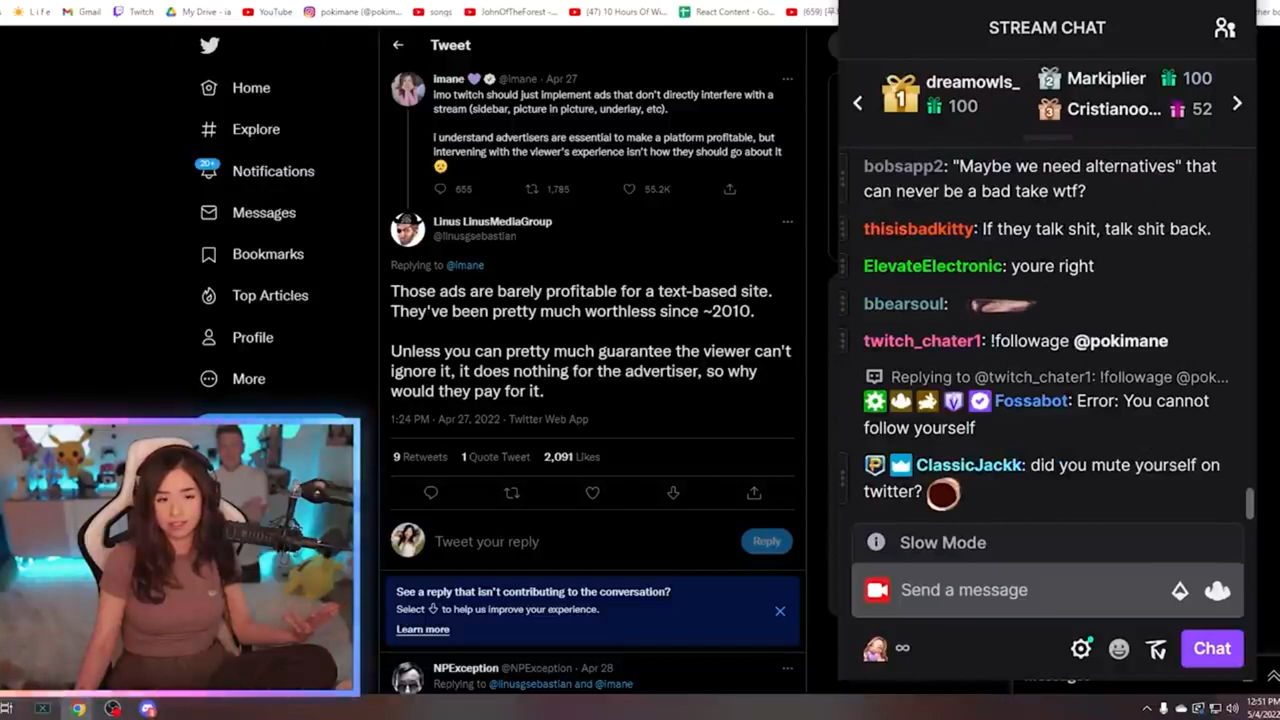 Life
Gmail
Twitch
My Drive - ia
YouTube
pokimane (@pokim...
songs
JohnOfTheForest - ...
(47) 10 Hours Of Wi...
React Content - Go...
Home
Explore
20+
Notifications
Messages
Bookmarks
Top Articles
Profile
More
Tweet
imane 💜 @imane · Apr 27
imo twitch should just implement ads that don't directly interfere with a
stream (sidebar, picture in picture, underlay, etc).
i understand advertisers are essential to make a platform profitable, but
intervening with the viewer's experience isn't how they should go about it
655 1,785 55.2K
Linus LinusMediaGroup
@linusgsebastian
Replying to @imane
Those ads are barely profitable for a text-based site.
They've been pretty much worthless since ~2010.
Unless you can pretty much guarantee the viewer can't
ignore it, it does nothing for the advertiser, so why
would they pay for it.
1:24 PM · Apr 27, 2022 · Twitter Web App
9 Retweets 1 Quote Tweet 2,091 Likes
Tweet your reply
Reply
See a reply that isn't contributing to the conversation?
Select to help us improve your experience.
Learn more
NPException @NPException · Apr 28
Replying to @linusgsebastian and @imane
STREAM CHAT
1 dreamowls_
100
2 Markiplier 100
3 Cristianoo... 52
bobsapp2: "Maybe we need alternatives" that
can never be a bad take wtf?
thisisbadkitty: If they talk shit, talk shit back.
ElevateElectronic: youre right
bbearsoul:
twitch_chater1: !followage @pokimane
Replying to @twitch_chater1: !followage @pok...
Fossabot: Error: You cannot
follow yourself
ClassicJackk: did you mute yourself on
twitter?
Slow Mode
Send a message
∞
Chat
12:51 PM
5/4/2022